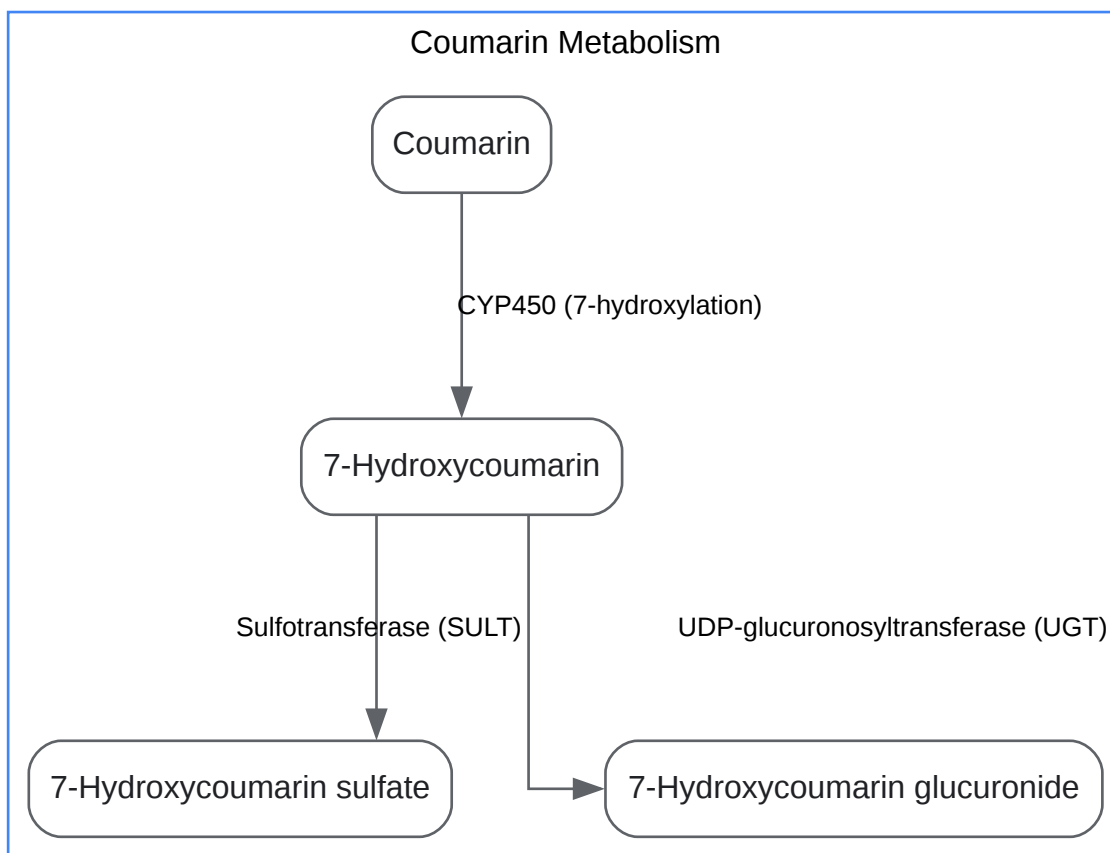 Coumarin Metabolism
Coumarin
CYP450 (7-hydroxylation)
7-Hydroxycoumarin
Sulfotransferase (SULT)
UDP-glucuronosyltransferase (UGT)
7-Hydroxycoumarin sulfate
7-Hydroxycoumarin glucuronide